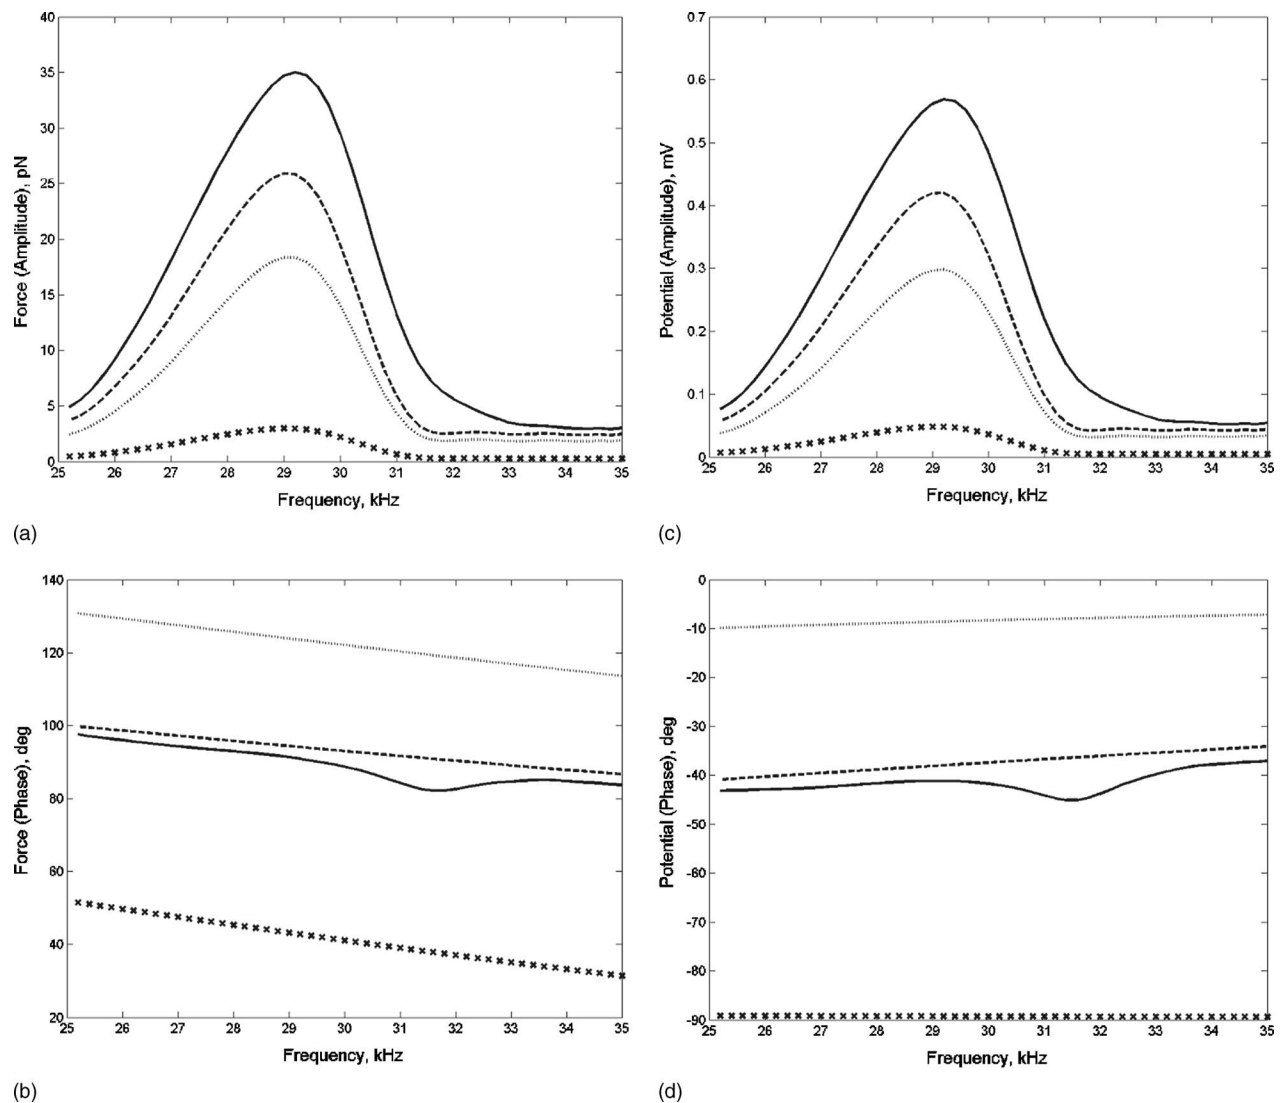 40
35
30
25
20
15
10
5
0
Force (Amplitude), pN
25 26 27 28 29 30 31 32 33 34 35
Frequency, kHz
(a)
0.7
0.6
0.5
0.4
0.3
0.2
0.1
0
Potential (Amplitude), mV
25 26 27 28 29 30 31 32 33 34 35
Frequency, kHz
(c)
140
120
100
80
60
40
20
Force (Phase), deg
25 26 27 28 29 30 31 32 33 34 35
Frequency, kHz
(b)
0
-10
-20
-30
-40
-50
-60
-70
-80
-90
Potential (Phase), deg
25 26 27 28 29 30 31 32 33 34 35
Frequency, kHz
(d)